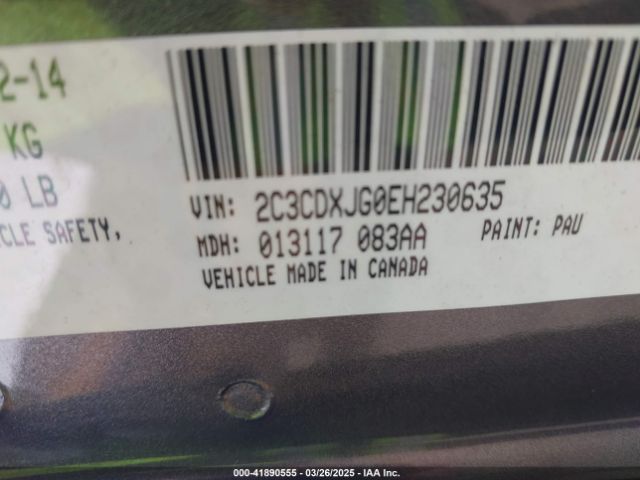 2-14
KG
0 LB
CLE SAFETY,
VIN: 2C3CDXJG0EH230635
MDH: 013117 083AA PAINT: PAU
VEHICLE MADE IN CANADA
000-41890555 | 03/26/2025 - IAA Inc.